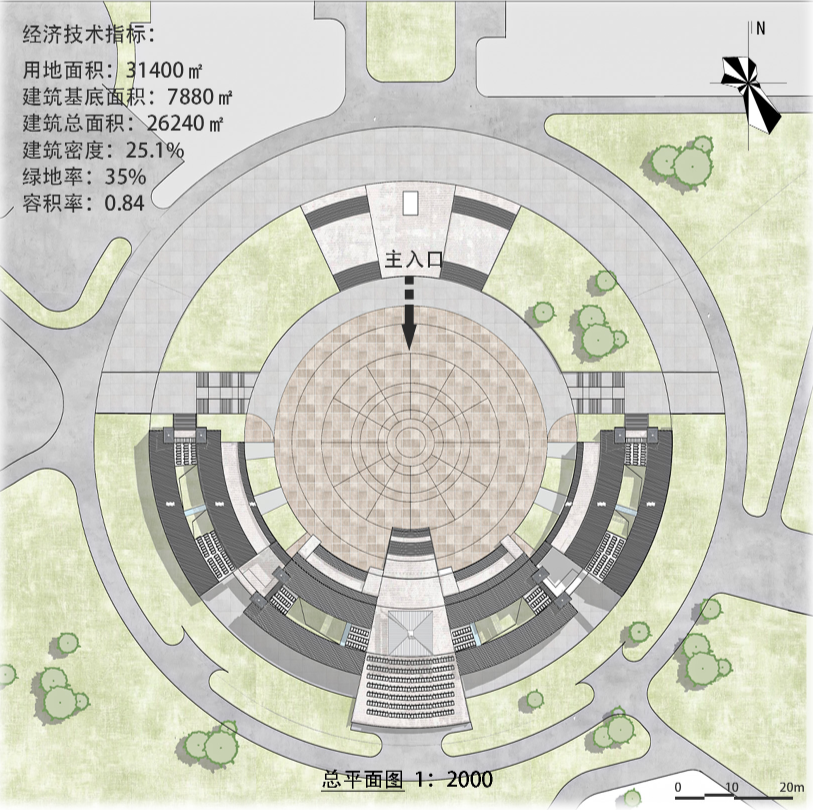 经济技术指标：
用地面积：31400㎡
建筑基底面积：7880㎡
建筑总面积：26240㎡
建筑密度：25.1%
绿地率：35%
容积率：0.84
N
主入口
总平面图 1：2000
0 10 20m